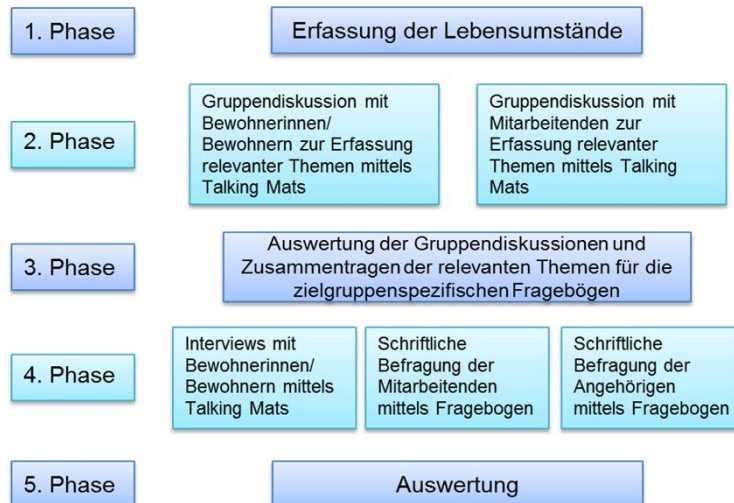 1. Phase
Erfassung der Lebensumstände
2. Phase
Gruppendiskussion mit
Bewohnerinnen/
Bewohnern zur Erfassung
relevanter Themen mittels
Talking Mats
Gruppendiskussion mit
Mitarbeitenden zur
Erfassung relevanter
Themen mittels Talking
Mats
3. Phase
Auswertung der Gruppendiskussionen und
Zusammentragen der relevanten Themen für die
zielgruppenspezifischen Fragebögen
4. Phase
Interviews mit
Bewohnerinnen/
Bewohnern mittels
Talking Mats
Schriftliche
Befragung der
Mitarbeitenden
mittels Fragebogen
Schriftliche
Befragung der
Angehörigen
mittels Fragebogen
5. Phase
Auswertung